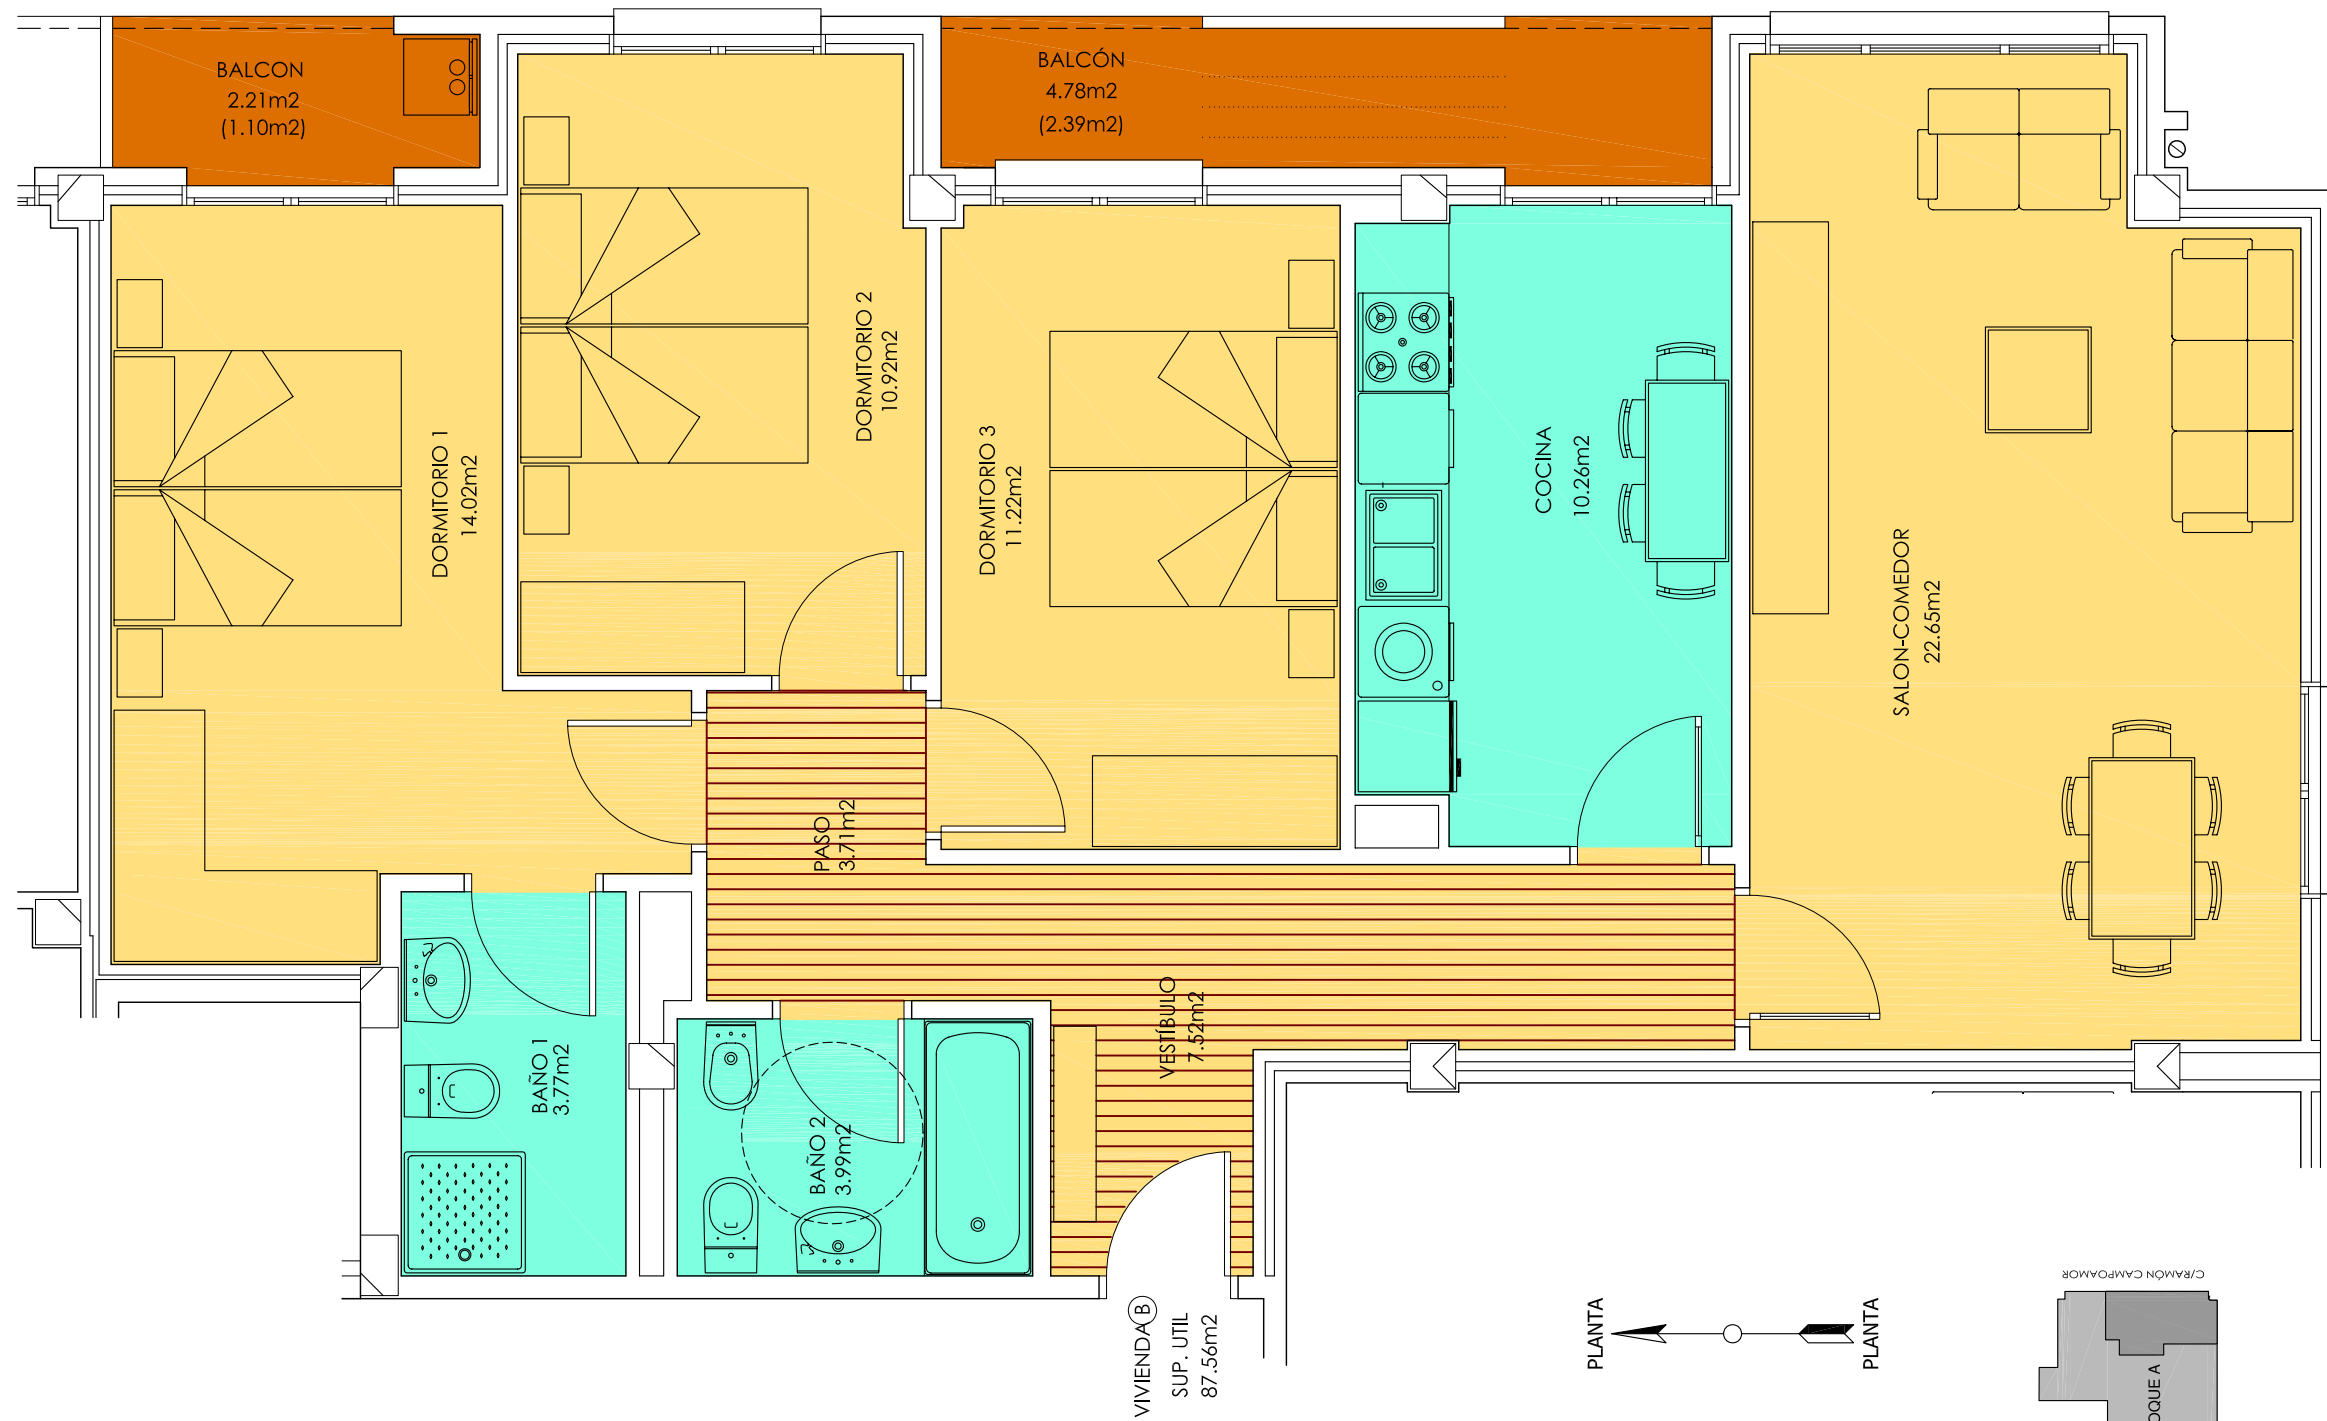 BALCON
2.21m2
(1.10m2)
BALCÓN
4.78m2
(2.39m2)
DORMITORIO 1
14.02m2
DORMITORIO 2
10.92m2
DORMITORIO 3
11.22m2
COCINA
10.26m2
SALON-COMEDOR
22.65m2
PASO
3.71m2
VESTÍBULO
7.52m2
BAÑO 1
3.77m2
BAÑO 2
3.99m2
VIVIENDA B
SUP. UTIL
87.56m2
PLANTA
PLANTA
C/RAMÓN CAMPOAMOR
OQUE A